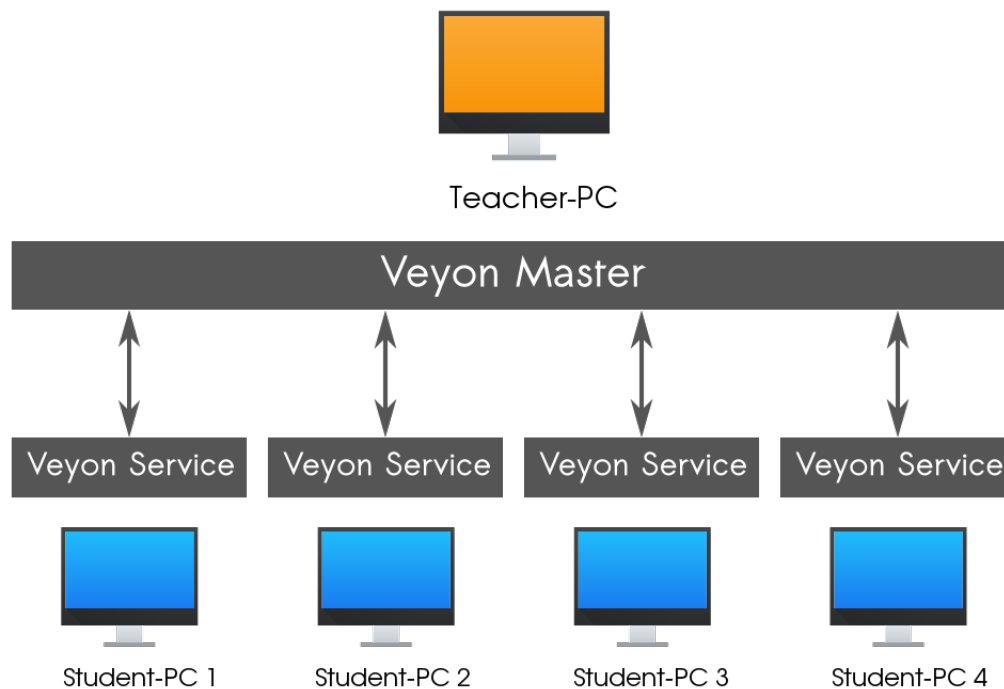 Teacher-PC
Veyon Master
Veyon Service
Veyon Service
Veyon Service
Veyon Service
Student-PC 1
Student-PC 2
Student-PC 3
Student-PC 4